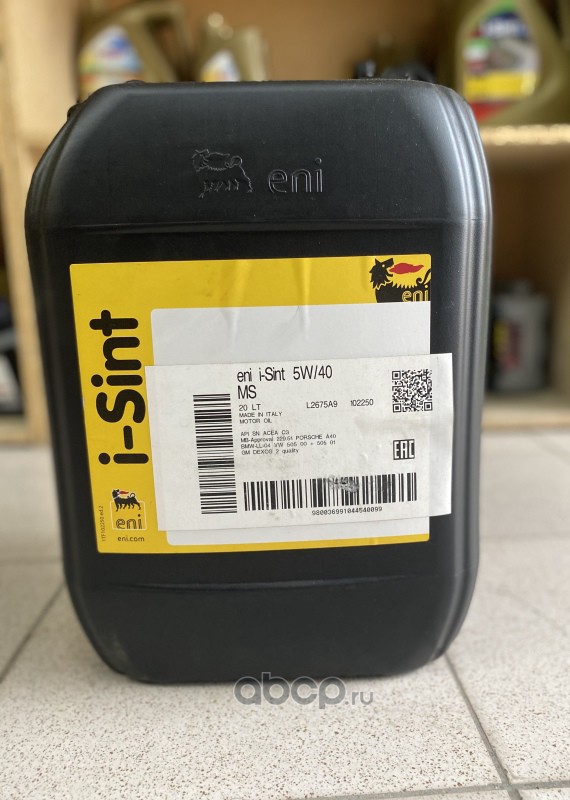 eni
eni
i-Sint
eni i-Sint 5W/40
MS
20 LT L2675A9 102250
MADE IN ITALY
MOTOR OIL
API SN ACEA C3
MB-Approval 229.51 PORSCHE A40
BMW-LL-04 VW 505 00 + 505 01
GM DEXOS 2 quality
EAC
980036991044540099
eni
eni.com
abcp.ru